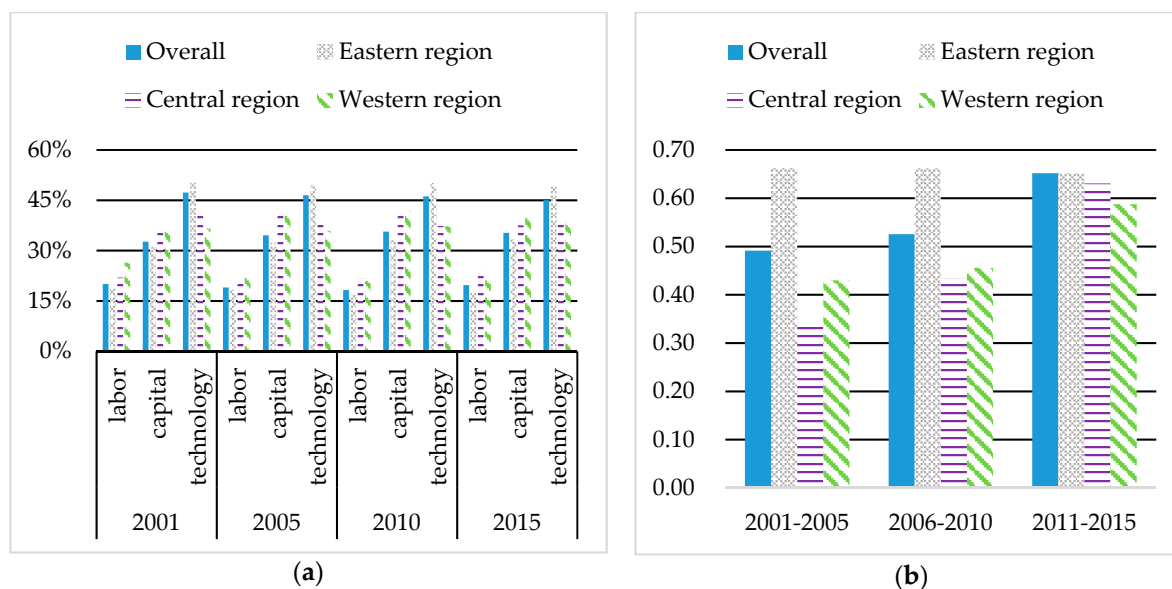 Overall
Eastern region
Central region
Western region
60%
45%
30%
15%
0%
labor
capital
technology
labor
capital
technology
labor
capital
technology
labor
capital
technology
2001
2005
2010
2015
(a)
Overall
Eastern region
Central region
Western region
0.70
0.60
0.50
0.40
0.30
0.20
0.10
0.00
2001-2005
2006-2010
2011-2015
(b)